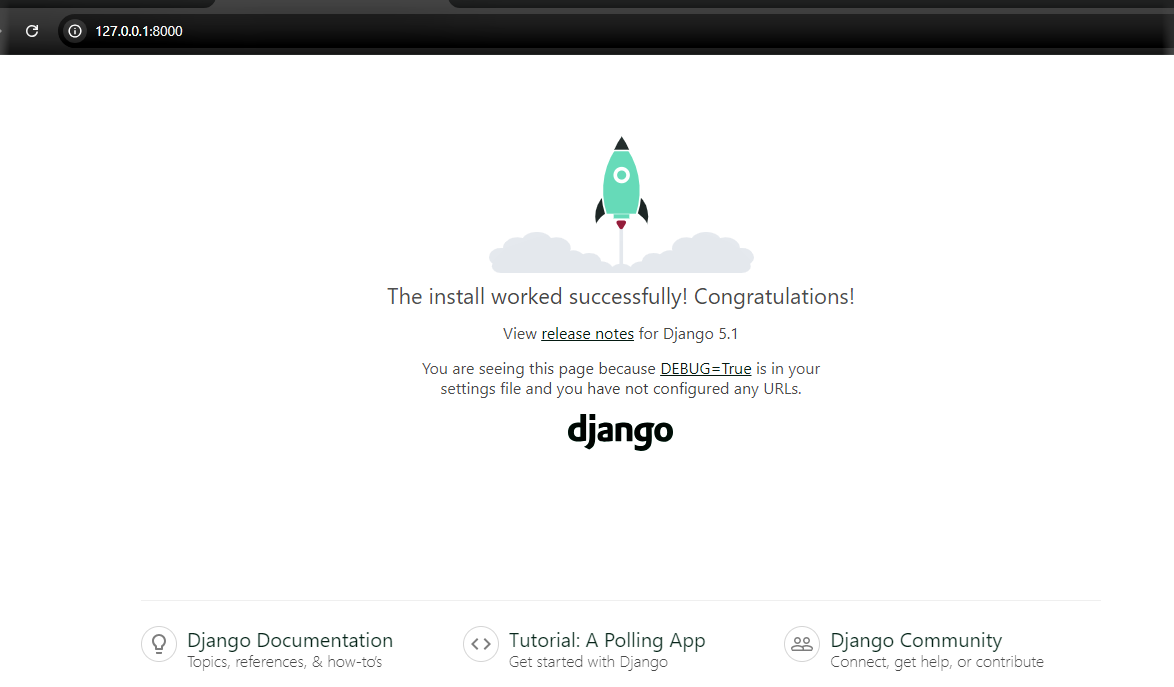 127.0.0.1:8000
The install worked successfully! Congratulations!
View release notes for Django 5.1
You are seeing this page because DEBUG=True is in your
settings file and you have not configured any URLs.
django
Django Documentation
Topics, references, & how-to’s
Tutorial: A Polling App
Get started with Django
Django Community
Connect, get help, or contribute